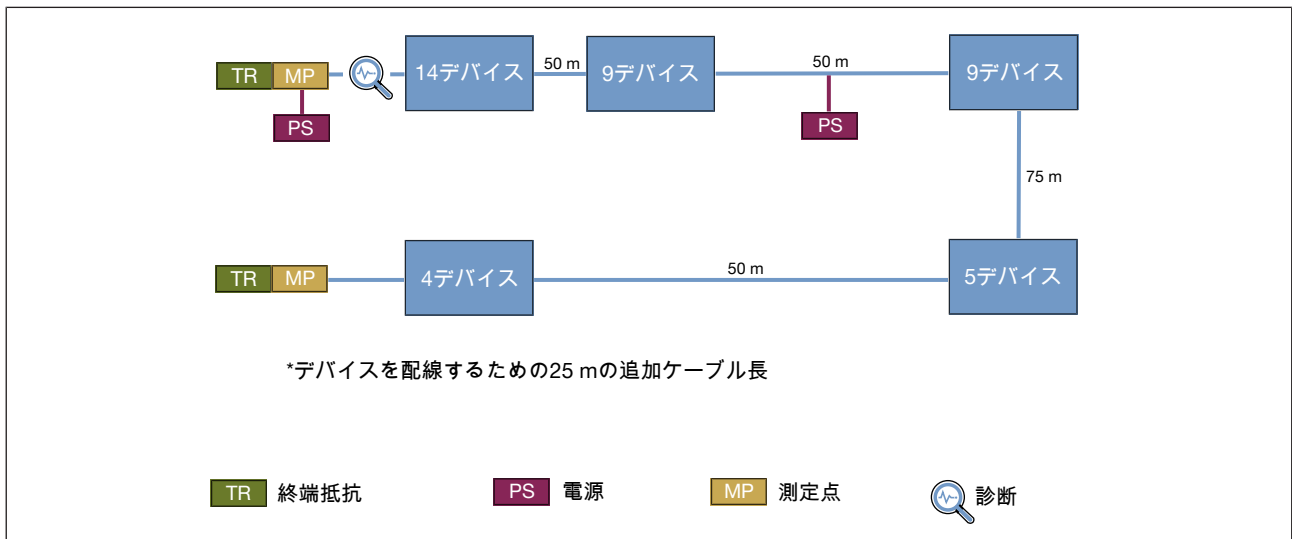 TR MP 14デバイス 50 m 9デバイス 50 m 9デバイス
PS PS
75 m
TR MP 4デバイス 50 m 5デバイス
*デバイスを配線するための25 mの追加ケーブル長
TR 終端抵抗 PS 電源 MP 測定点 診断